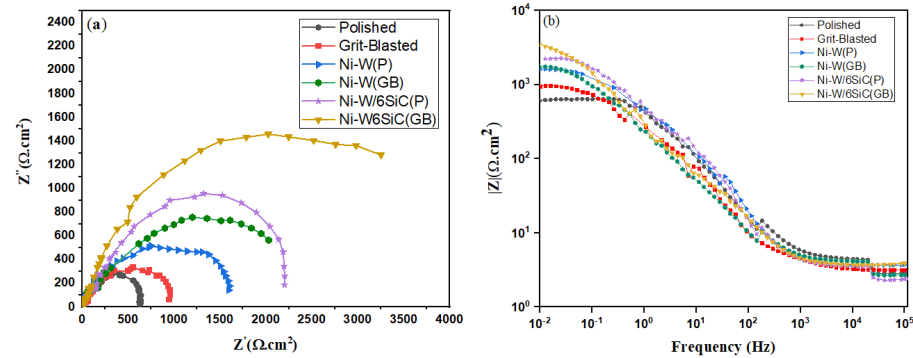 (a)
Polished
Grit-Blasted
Ni-W(P)
Ni-W(GB)
Ni-W/6SiC(P)
Ni-W6SiC(GB)
2400
2200
2000
1800
1600
1400
1200
1000
800
600
400
200
0
Z''(Ω.cm²)
0 500 1000 1500 2000 2500 3000 3500 4000
Z'(Ω.cm²)
(b)
Polished
Grit-Blasted
Ni-W(P)
Ni-W(GB)
Ni-W/6SiC(P)
Ni-W/6SiC(GB)
10⁴
10³
10²
10¹
10⁰
|Z|(Ω.cm²)
10⁻² 10⁻¹ 10⁰ 10¹ 10² 10³ 10⁴ 10⁵
Frequency (Hz)